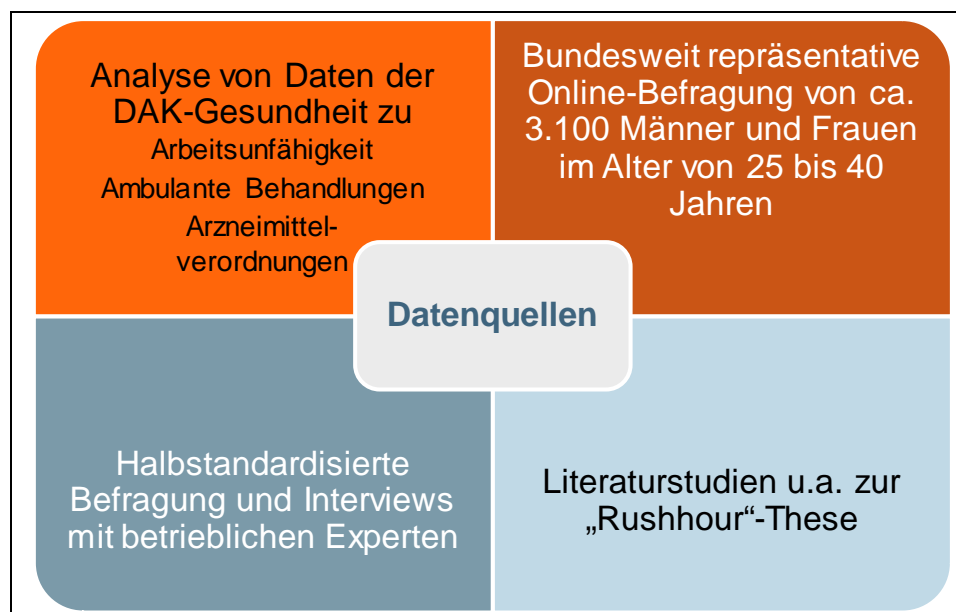 Analyse von Daten der
DAK-Gesundheit zu
Arbeitsunfähigkeit
Ambulante Behandlungen
Arzneimittel-
verordnungen
Bundesweit repräsentative
Online-Befragung von ca.
3.100 Männer und Frauen
im Alter von 25 bis 40
Jahren
Datenquellen
Halbstandardisierte
Befragung und Interviews
mit betrieblichen Experten
Literaturstudien u.a. zur
„Rushhour“-These